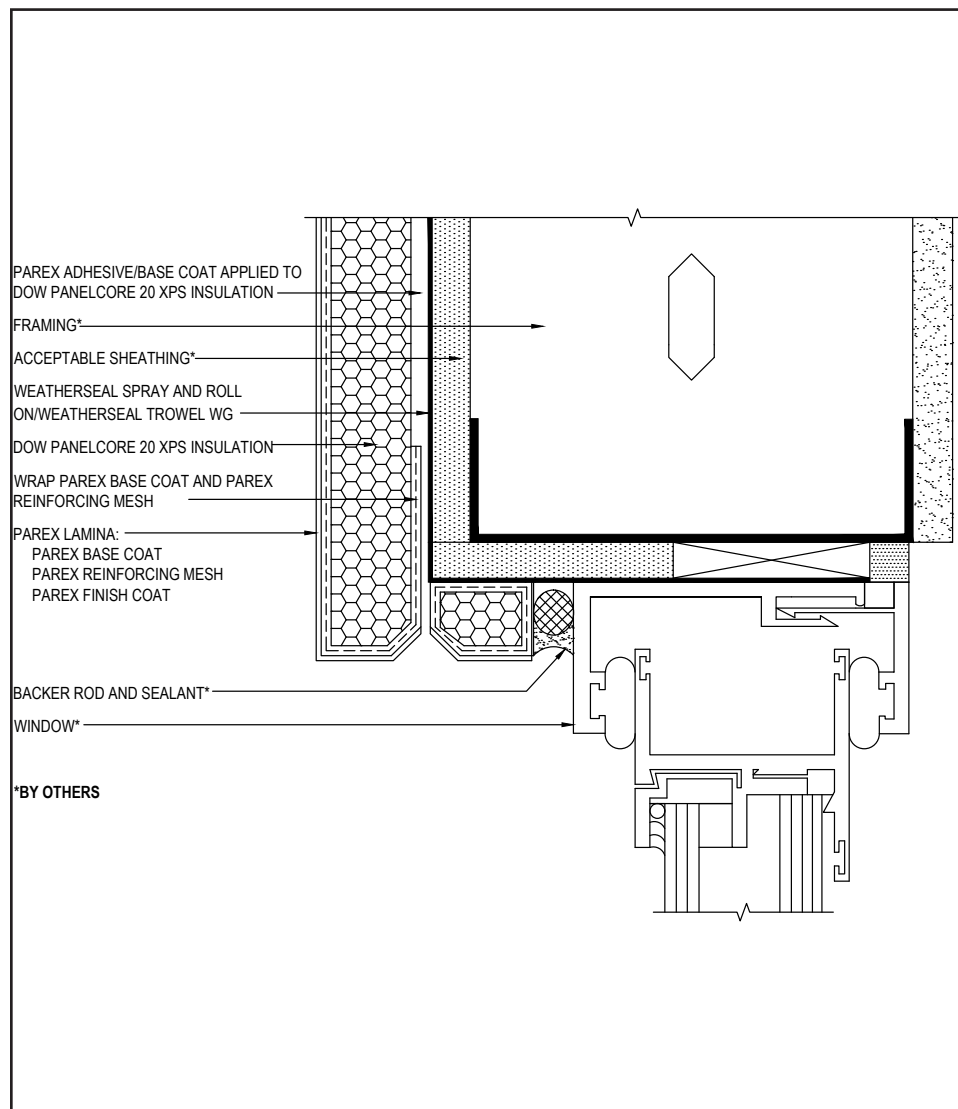 PAREX ADHESIVE/BASE COAT APPLIED TO
DOW PANELCORE 20 XPS INSULATION
FRAMING*
ACCEPTABLE SHEATHING*
WEATHERSEAL SPRAY AND ROLL
ON/WEATHERSEAL TROWEL WG
DOW PANELCORE 20 XPS INSULATION
WRAP PAREX BASE COAT AND PAREX
REINFORCING MESH
PAREX LAMINA:
PAREX BASE COAT
PAREX REINFORCING MESH
PAREX FINISH COAT
BACKER ROD AND SEALANT*
WINDOW*
*BY OTHERS